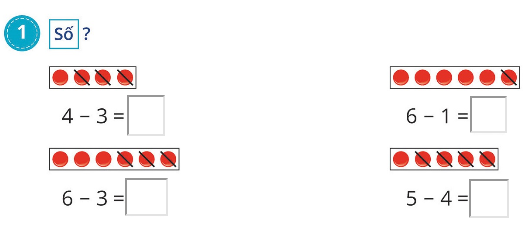 1 Số ?
4 − 3 =
6 − 1 =
6 − 3 =
5 − 4 =